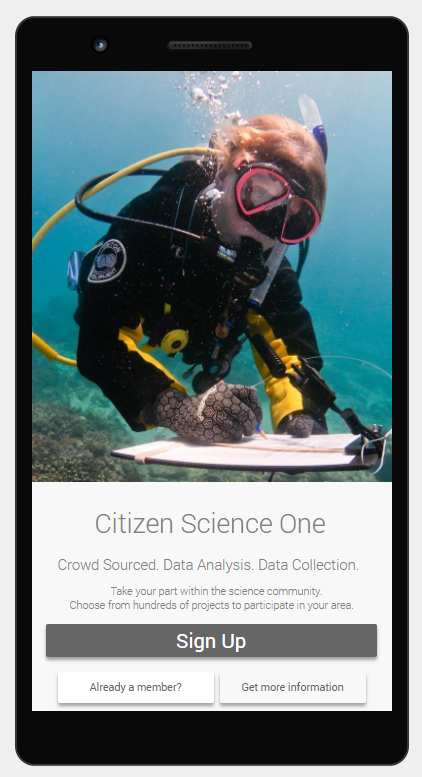 Citizen Science One
Crowd Sourced. Data Analysis. Data Collection.
Take your part within the science community.
Choose from hundreds of projects to participate in your area.
Sign Up
Already a member?
Get more information